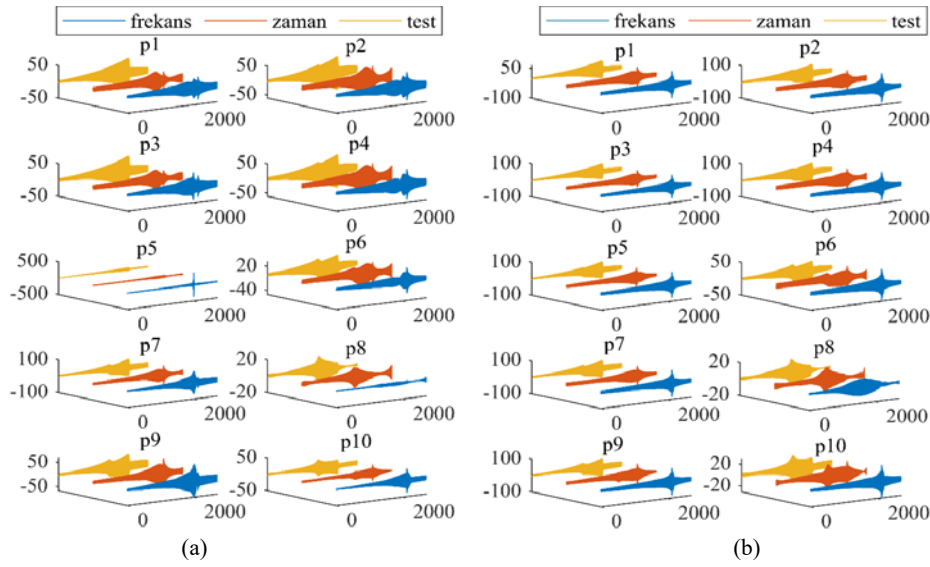 frekans zaman test
frekans zaman test
p1 p2
50 50
-50 -50
0 2000 0 2000
p3 p4
50 50
-50 -50
0 2000 0 2000
p5 p6
500 20
-500 -40
0 2000 0 2000
p7 p8
100 20
-100 -20
0 2000 0 2000
p9 p10
50 50
-50 -50
0 2000 0 2000
(a)
p1 p2
50 100
-100 -100
0 2000 0 2000
p3 p4
100 100
-100 -100
0 2000 0 2000
p5 p6
100 50
-100 -50
0 2000 0 2000
p7 p8
100 20
-100 -20
0 2000 0 2000
p9 p10
100 20
-100 -20
0 2000 0 2000
(b)